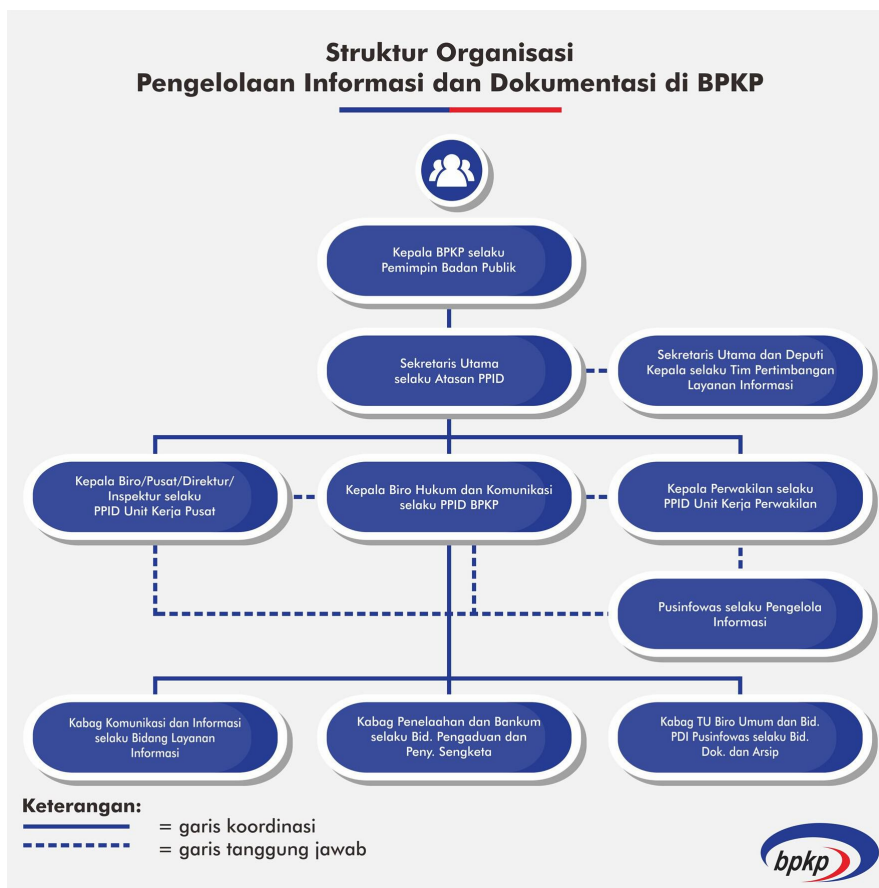 Struktur Organisasi
Pengelolaan Informasi dan Dokumentasi di BPKP
Kepala BPKP selaku
Pemimpin Badan Publik
Sekretaris Utama
selaku Atasan PPID
Sekretaris Utama dan Deputi
Kepala selaku Tim Pertimbangan
Layanan Informasi
Kepala Biro/Pusat/Direktur/
Inspektur selaku
PPID Unit Kerja Pusat
Kepala Biro Hukum dan Komunikasi
selaku PPID BPKP
Kepala Perwakilan selaku
PPID Unit Kerja Perwakilan
Pusinfowas selaku Pengelola
Informasi
Kabag Komunikasi dan Informasi
selaku Bidang Layanan
Informasi
Kabag Penelaahan dan Bankum
selaku Bid. Pengaduan dan
Peny. Sengketa
Kabag TU Biro Umum dan Bid.
PDI Pusinfowas selaku Bid.
Dok. dan Arsip
Keterangan:
= garis koordinasi
= garis tanggung jawab
bpkp